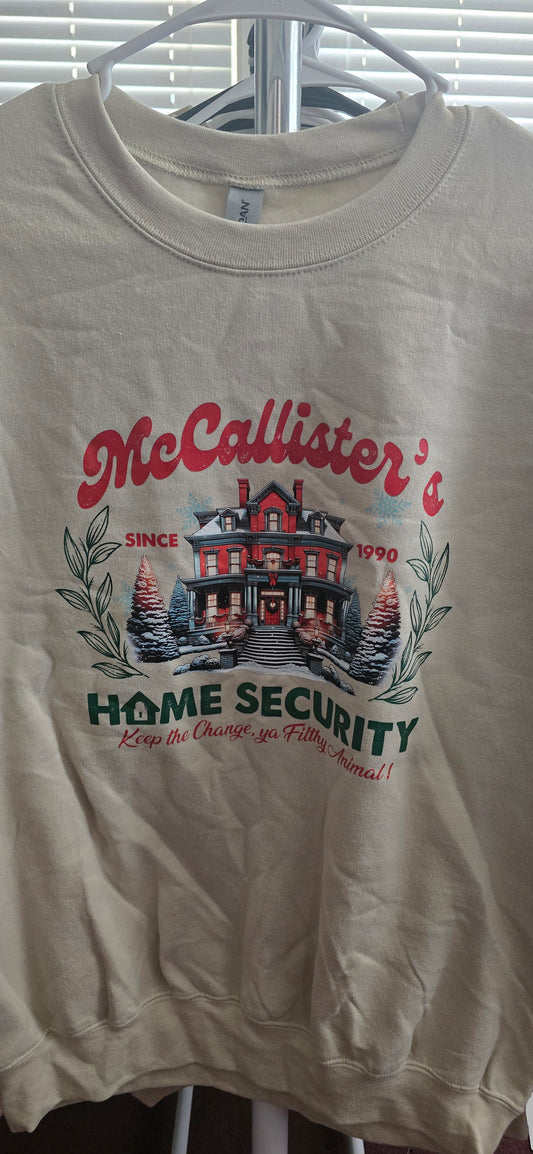 McCallister's
SINCE 1990
HOME SECURITY
Keep the Change, ya Filthy Animal!